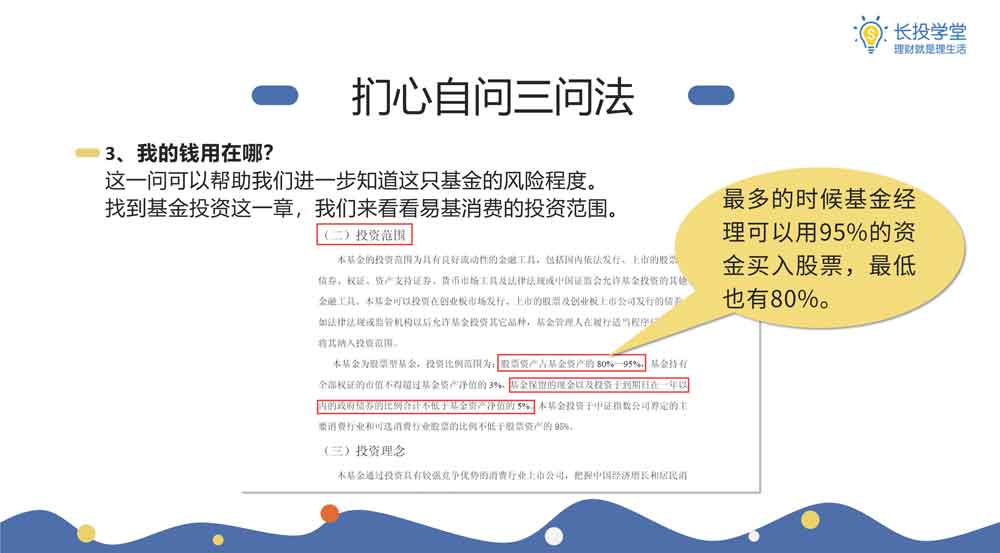 长投学堂
理财就是理生活
扪心自问三问法
3、我的钱用在哪？
这一问可以帮助我们进一步知道这只基金的风险程度。
找到基金投资这一章，我们来看看易基消费的投资范围。
最多的时候基金经
理可以用95%的资
金买入股票，最低
也有80%。
（二）投资范围
本基金的投资范围为具有良好流动性的金融工具，包括国内依法发行、上市的股票、
债券、权证、资产支持证券、货币市场工具及法律法规或中国证监会允许基金投资的其他
金融工具。本基金可以投资在创业板市场发行、上市的股票及创业板上市公司发行的债券。
如法律法规或监管机构以后允许基金投资其它品种，基金管理人在履行适当程序
将其纳入投资范围。
本基金为股票型基金，投资比例范围为：股票资产占基金资产的 80%—95%，基金持有
全部权证的市值不得超过基金资产净值的 3%，基金保留的现金以及投资于到期日在一年以
内的政府债券的比例合计不低于基金资产净值的 5%。本基金投资于中证指数公司界定的主
要消费行业和可选消费行业股票的比例不低于股票资产的 95%。
（三）投资理念
本基金通过投资具有较强竞争优势的消费行业上市公司，把握中国经济增长和居民消